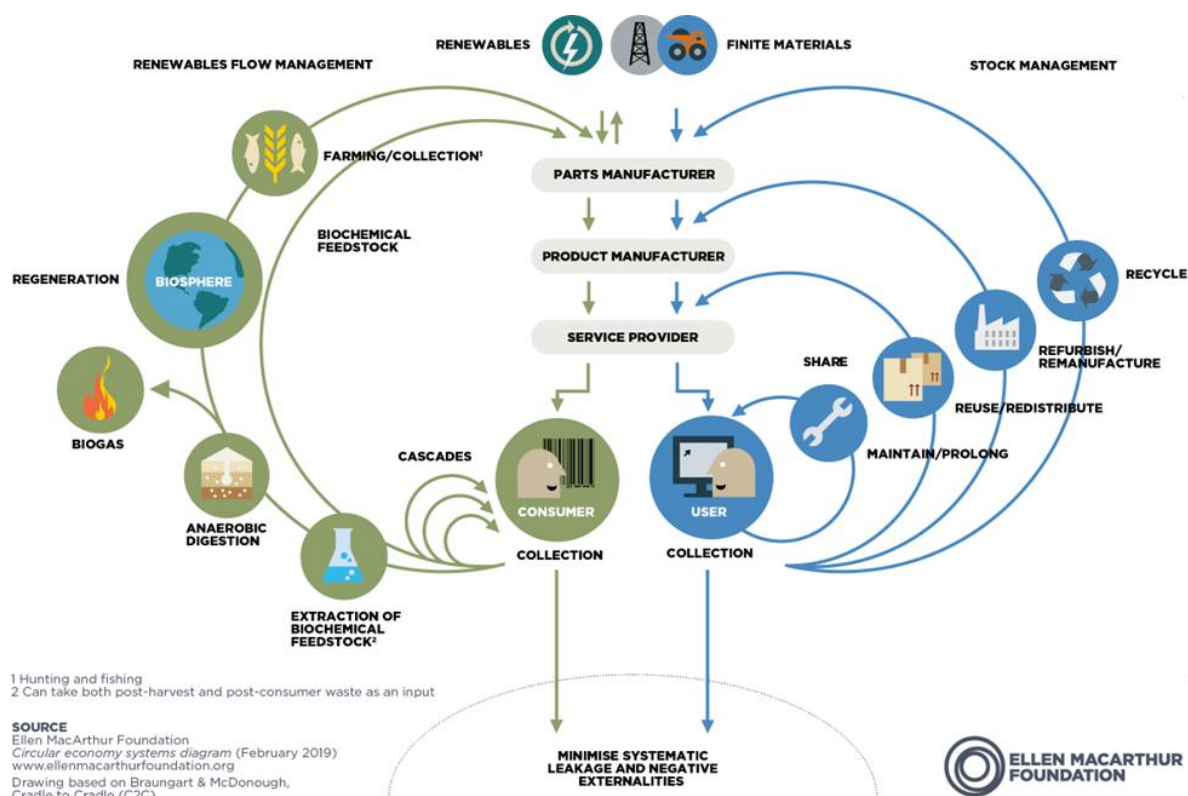 RENEWABLES
FINITE MATERIALS
RENEWABLES FLOW MANAGEMENT
STOCK MANAGEMENT
FARMING/COLLECTION¹
PARTS MANUFACTURER
BIOCHEMICAL
FEEDSTOCK
PRODUCT MANUFACTURER
REGENERATION
BIOSPHERE
RECYCLE
SERVICE PROVIDER
SHARE
REFURBISH/
REMANUFACTURE
REUSE/REDISTRIBUTE
BIOGAS
CASCADES
MAINTAIN/PROLONG
CONSUMER
USER
ANAEROBIC
DIGESTION
COLLECTION
COLLECTION
EXTRACTION OF
BIOCHEMICAL
FEEDSTOCK²
1 Hunting and fishing
2 Can take both post-harvest and post-consumer waste as an input
SOURCE
Ellen MacArthur Foundation
Circular economy systems diagram (February 2019)
www.ellenmacarthurfoundation.org
Drawing based on Braungart & McDonough,
Cradle to Cradle (C2C)
MINIMISE SYSTEMATIC
LEAKAGE AND NEGATIVE
EXTERNALITIES
ELLEN MACARTHUR
FOUNDATION